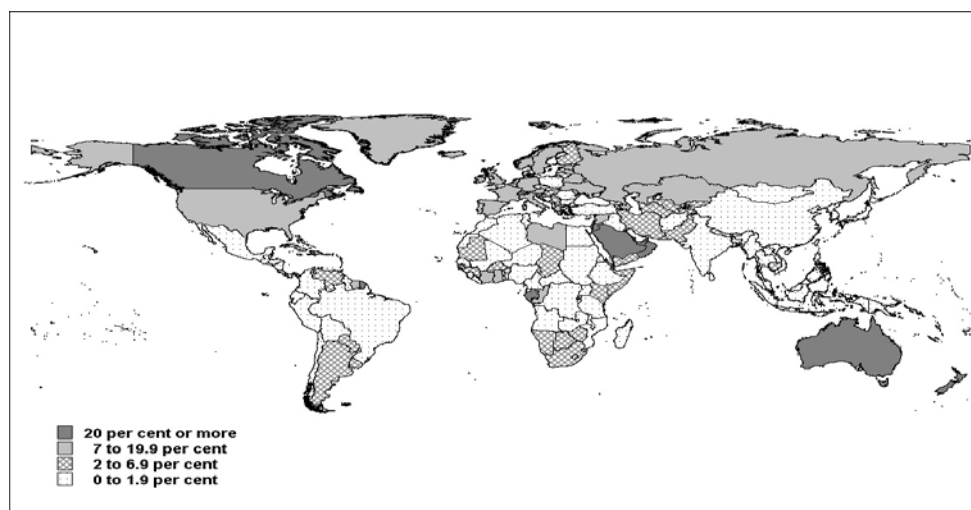 20 per cent or more
7 to 19.9 per cent
2 to 6.9 per cent
0 to 1.9 per cent